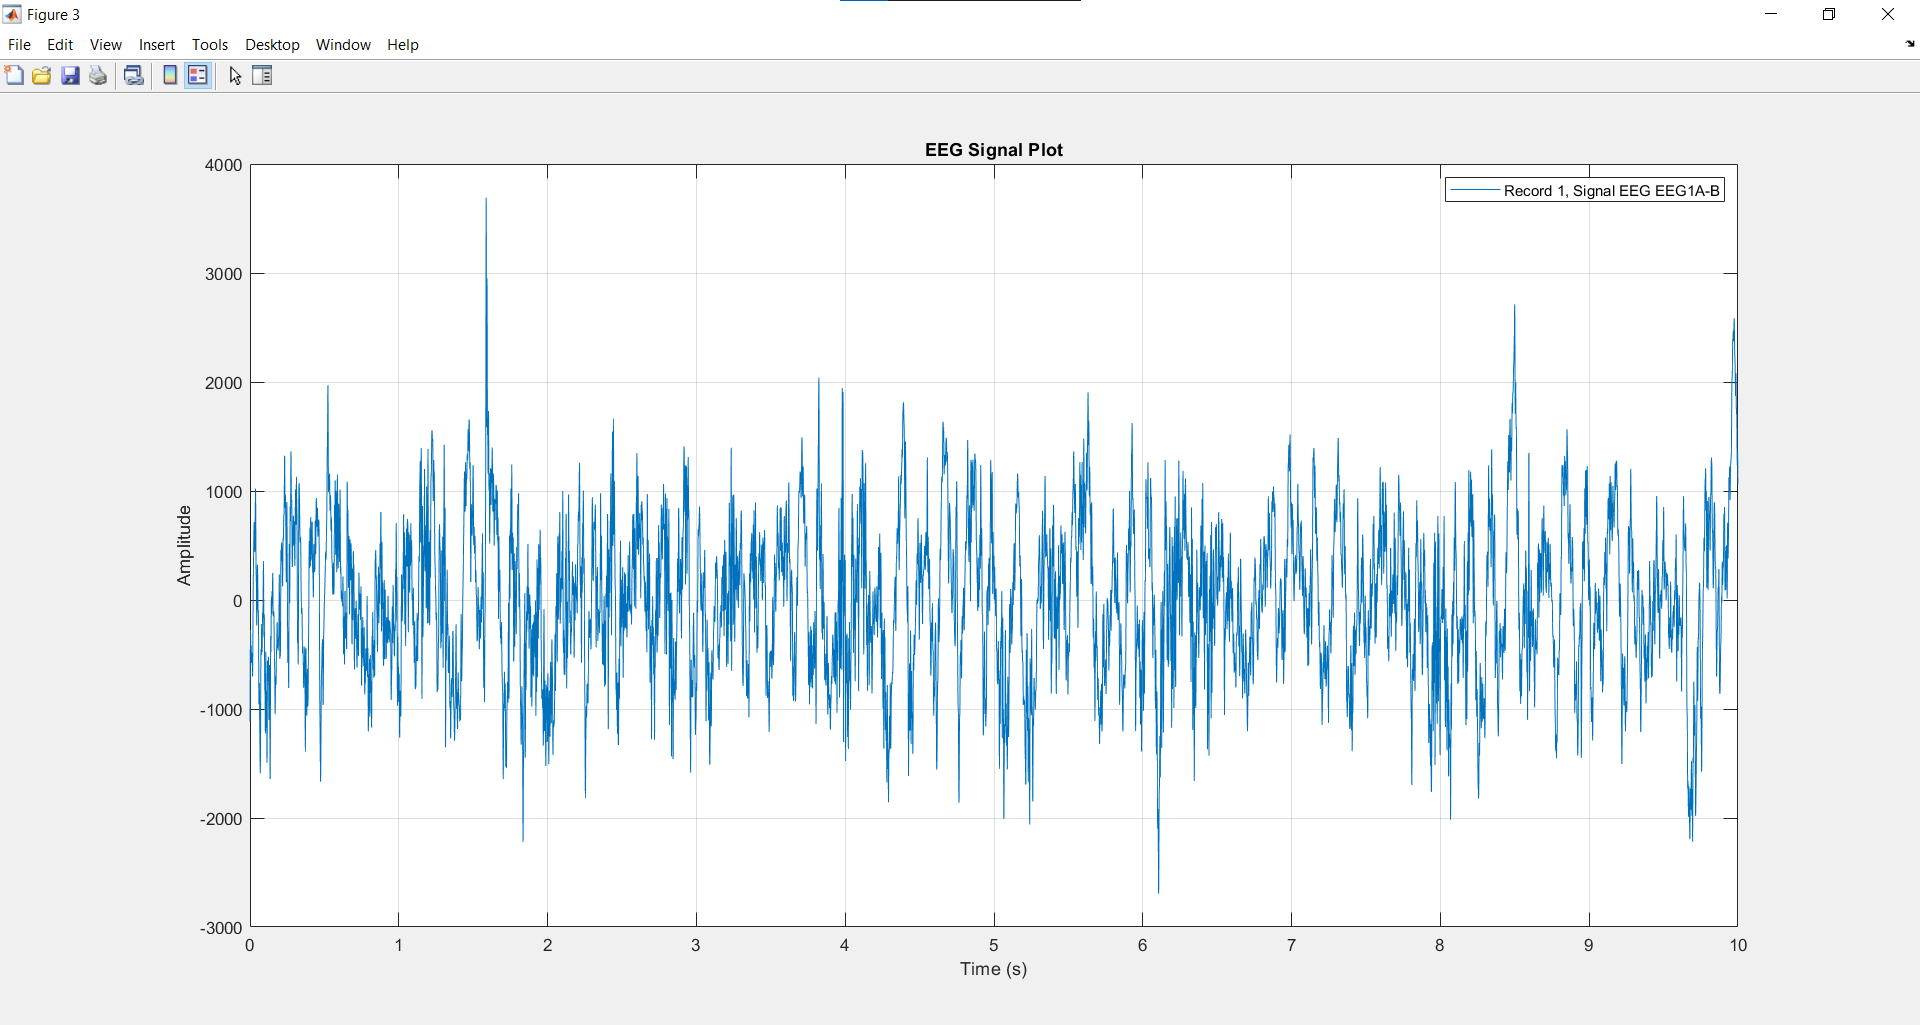 Figure 3
File Edit View Insert Tools Desktop Window Help
EEG Signal Plot
Record 1, Signal EEG EEG1A-B
4000
3000
2000
1000
0
-1000
-2000
-3000
Amplitude
0 1 2 3 4 5 6 7 8 9 10
Time (s)